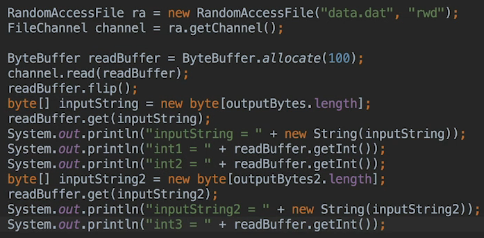 RandomAccessFile ra = new RandomAccessFile("data.dat", "rwd");
FileChannel channel = ra.getChannel();
ByteBuffer readBuffer = ByteBuffer.allocate(100);
channel.read(readBuffer);
readBuffer.flip();
byte[] inputString = new byte[outputBytes.length];
readBuffer.get(inputString);
System.out.println("inputString = " + new String(inputString));
System.out.println("int1 = " + readBuffer.getInt());
System.out.println("int2 = " + readBuffer.getInt());
byte[] inputString2 = new byte[outputBytes2.length];
readBuffer.get(inputString2);
System.out.println("inputString2 = " + new String(inputString2));
System.out.println("int3 = " + readBuffer.getInt());